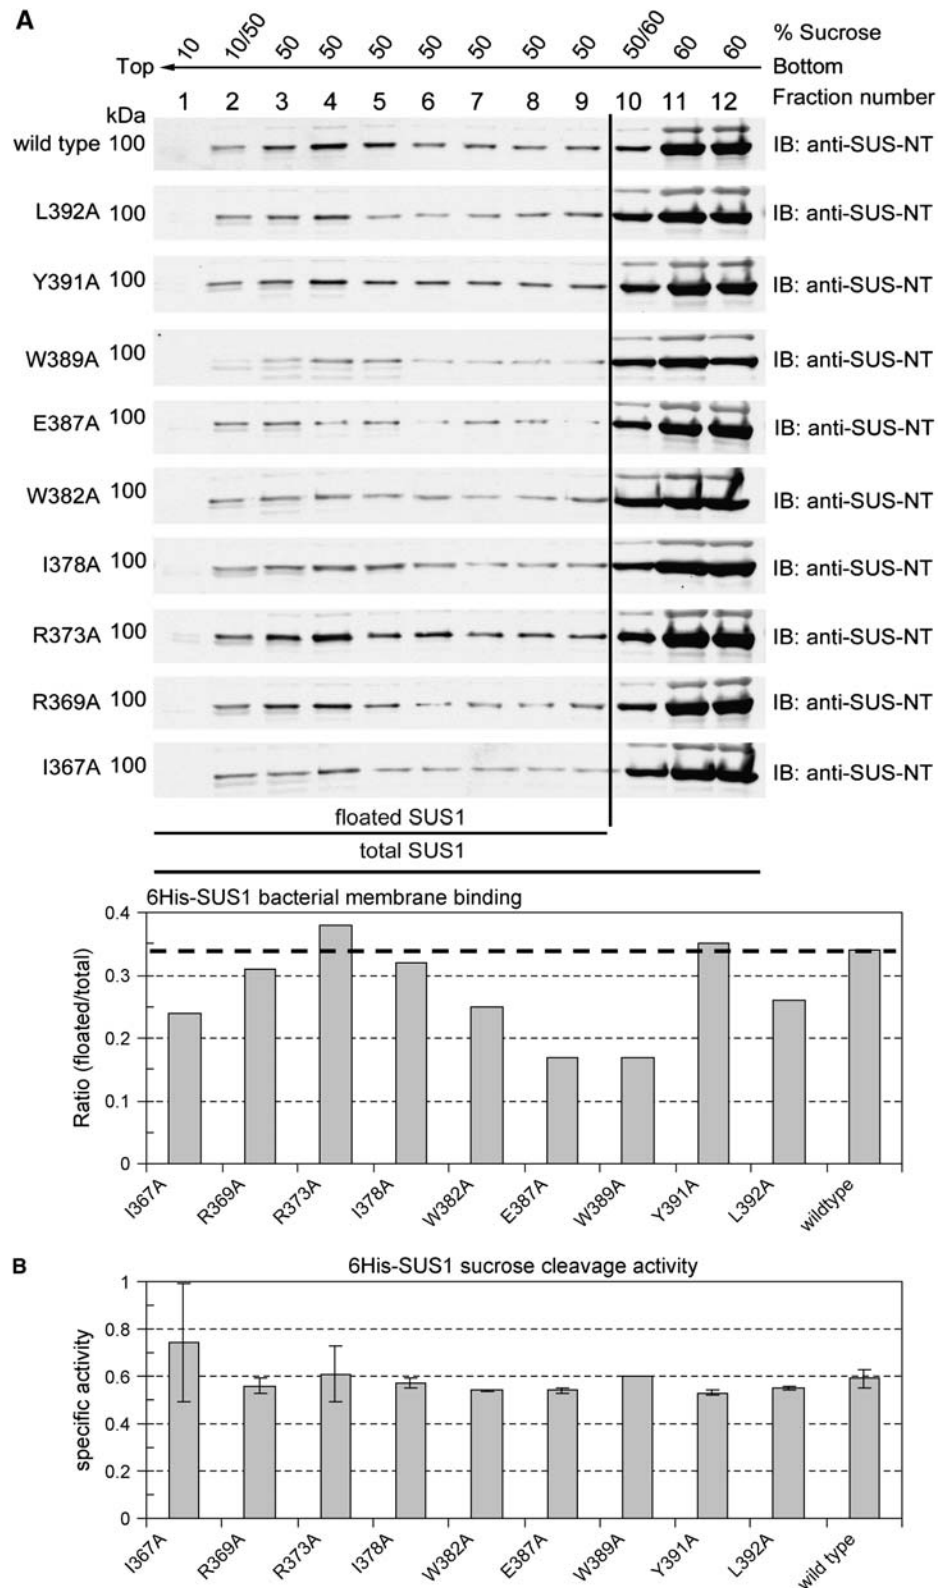 A
10 10/50 50 50 50 50 50 50 50 50/60 60 60 % Sucrose
Top Bottom
1 2 3 4 5 6 7 8 9 10 11 12 Fraction number
kDa
wild type 100 IB: anti-SUS-NT
L392A 100 IB: anti-SUS-NT
Y391A 100 IB: anti-SUS-NT
W389A 100 IB: anti-SUS-NT
E387A 100 IB: anti-SUS-NT
W382A 100 IB: anti-SUS-NT
I378A 100 IB: anti-SUS-NT
R373A 100 IB: anti-SUS-NT
R369A 100 IB: anti-SUS-NT
I367A 100 IB: anti-SUS-NT
floated SUS1
total SUS1
6His-SUS1 bacterial membrane binding
Ratio (floated/total)
0.4
0.3
0.2
0.1
0
I367A R369A R373A I378A W382A E387A W389A Y391A L392A wildtype
B
6His-SUS1 sucrose cleavage activity
specific activity
1
0.8
0.6
0.4
0.2
0
I367A R369A R373A I378A W382A E387A W389A Y391A L392A wild type